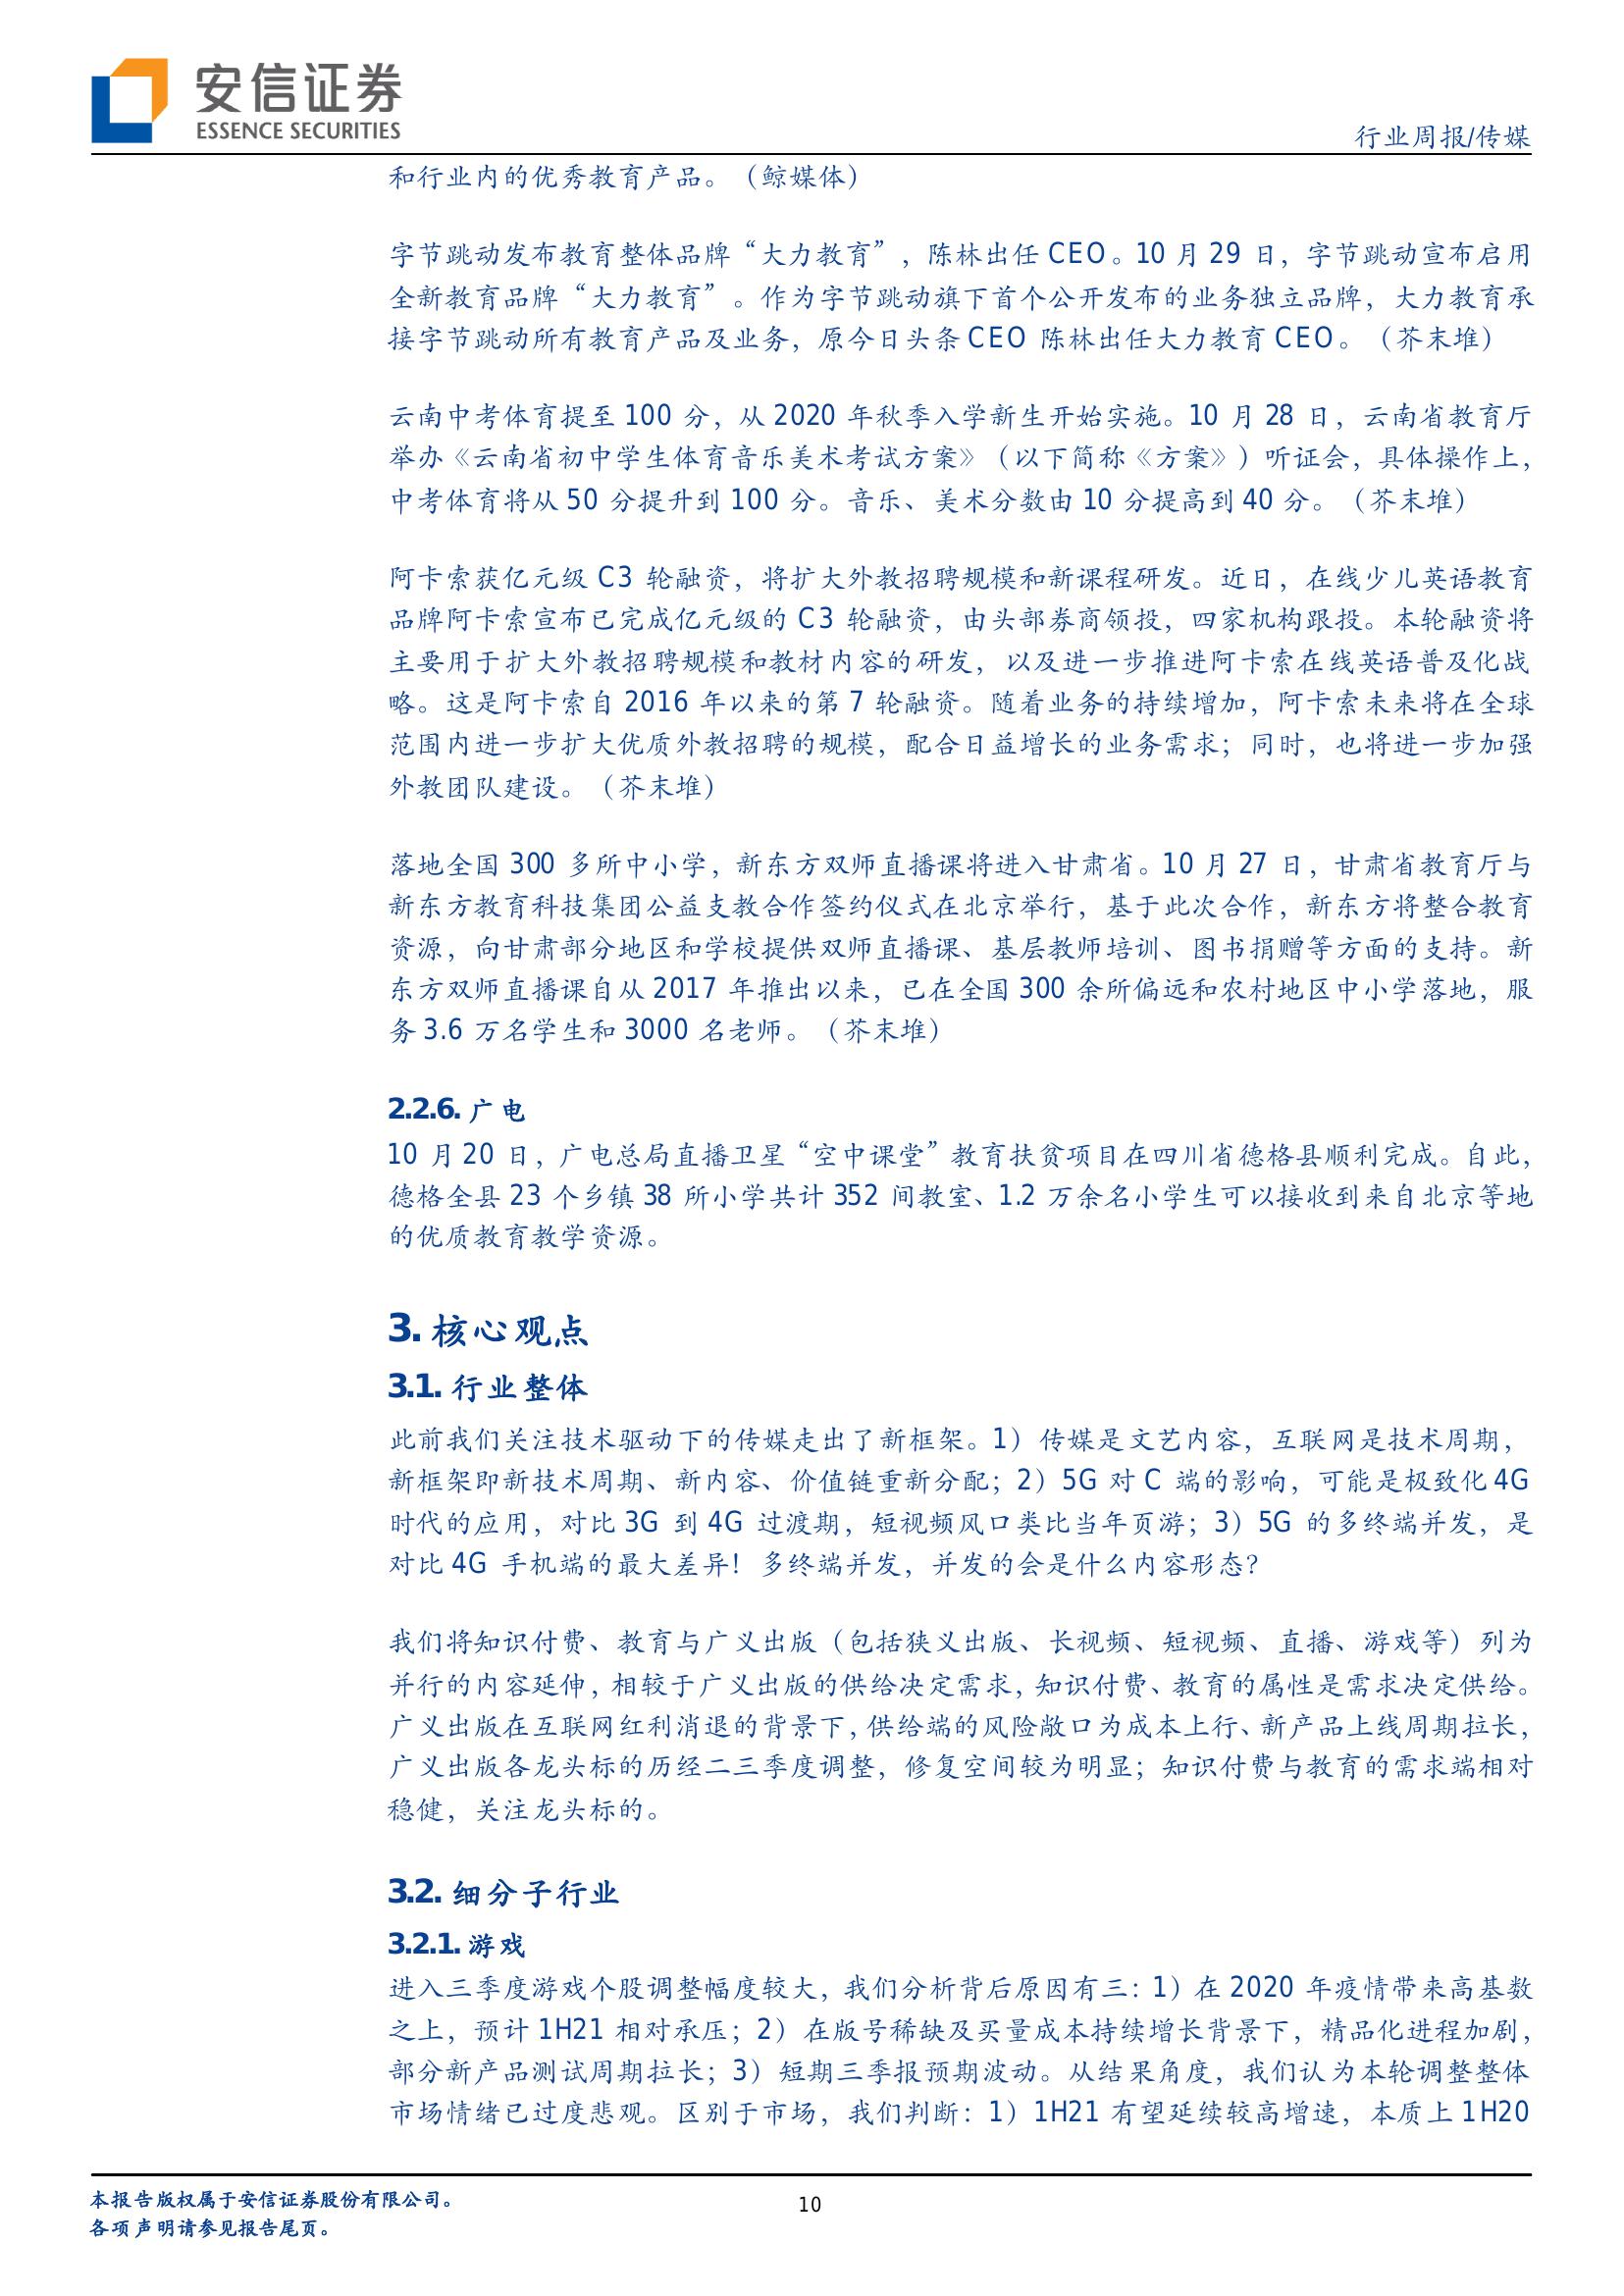 安信证券
ESSENCE SECURITIES
行业周报/传媒
和行业内的优秀教育产品。（鲸媒体）
字节跳动发布教育整体品牌“大力教育”，陈林出任 CEO。10 月 29 日，字节跳动宣布启用
全新教育品牌“大力教育”。作为字节跳动旗下首个公开发布的业务独立品牌，大力教育承
接字节跳动所有教育产品及业务，原今日头条 CEO 陈林出任大力教育 CEO。（芥末堆）
云南中考体育提至 100 分，从 2020 年秋季入学新生开始实施。10 月 28 日，云南省教育厅
举办《云南省初中学生体育音乐美术考试方案》（以下简称《方案》）听证会，具体操作上，
中考体育将从 50 分提升到 100 分。音乐、美术分数由 10 分提高到 40 分。（芥末堆）
阿卡索获亿元级 C3 轮融资，将扩大外教招聘规模和新课程研发。近日，在线少儿英语教育
品牌阿卡索宣布已完成亿元级的 C3 轮融资，由头部券商领投，四家机构跟投。本轮融资将
主要用于扩大外教招聘规模和教材内容的研发，以及进一步推进阿卡索在线英语普及化战
略。这是阿卡索自 2016 年以来的第 7 轮融资。随着业务的持续增加，阿卡索未来将在全球
范围内进一步扩大优质外教招聘的规模，配合日益增长的业务需求；同时，也将进一步加强
外教团队建设。（芥末堆）
落地全国 300 多所中小学，新东方双师直播课将进入甘肃省。10 月 27 日，甘肃省教育厅与
新东方教育科技集团公益支教合作签约仪式在北京举行，基于此次合作，新东方将整合教育
资源，向甘肃部分地区和学校提供双师直播课、基层教师培训、图书捐赠等方面的支持。新
东方双师直播课自从 2017 年推出以来，已在全国 300 余所偏远和农村地区中小学落地，服
务 3.6 万名学生和 3000 名老师。（芥末堆）
2.2.6. 广电
10 月 20 日，广电总局直播卫星“空中课堂”教育扶贫项目在四川省德格县顺利完成。自此，
德格全县 23 个乡镇 38 所小学共计 352 间教室、1.2 万余名小学生可以接收到来自北京等地
的优质教育教学资源。
3. 核心观点
3.1. 行业整体
此前我们关注技术驱动下的传媒走出了新框架。1）传媒是文艺内容，互联网是技术周期，
新框架即新技术周期、新内容、价值链重新分配；2）5G 对 C 端的影响，可能是极致化 4G
时代的应用，对比 3G 到 4G 过渡期，短视频风口类比当年页游；3）5G 的多终端并发，是
对比 4G 手机端的最大差异！多终端并发，并发的会是什么内容形态？
我们将知识付费、教育与广义出版（包括狭义出版、长视频、短视频、直播、游戏等）列为
并行的内容延伸，相较于广义出版的供给决定需求，知识付费、教育的属性是需求决定供给。
广义出版在互联网红利消退的背景下，供给端的风险敞口为成本上行、新产品上线周期拉长，
广义出版各龙头标的历经二三季度调整，修复空间较为明显；知识付费与教育的需求端相对
稳健，关注龙头标的。
3.2. 细分子行业
3.2.1. 游戏
进入三季度游戏个股调整幅度较大，我们分析背后原因有三：1）在 2020 年疫情带来高基数
之上，预计 1H21 相对承压；2）在版号稀缺及买量成本持续增长背景下，精品化进程加剧，
部分新产品测试周期拉长；3）短期三季报预期波动。从结果角度，我们认为本轮调整整体
市场情绪已过度悲观。区别于市场，我们判断：1）1H21 有望延续较高增速，本质上 1H20
本报告版权属于安信证券股份有限公司。
各项声明请参见报告尾页。
10